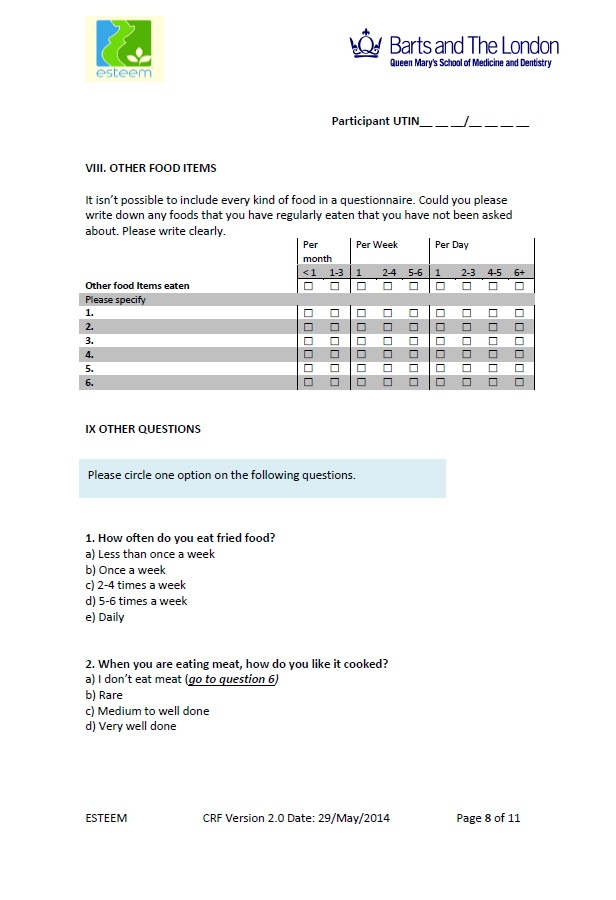 esteem
Barts and The London
Queen Mary's School of Medicine and Dentistry
Participant UTIN__ __ __/__ __ __ __
VIII. OTHER FOOD ITEMS
It isn't possible to include every kind of food in a questionnaire. Could you please
write down any foods that you have regularly eaten that you have not been asked
about. Please write clearly.
Per month Per Week Per Day
<1 1-3 1 2-4 5-6 1 2-3 4-5 6+
Other food Items eaten ☐ ☐ ☐ ☐ ☐ ☐ ☐ ☐ ☐
Please specify
1. ☐ ☐ ☐ ☐ ☐ ☐ ☐ ☐ ☐
2. ☐ ☐ ☐ ☐ ☐ ☐ ☐ ☐ ☐
3. ☐ ☐ ☐ ☐ ☐ ☐ ☐ ☐ ☐
4. ☐ ☐ ☐ ☐ ☐ ☐ ☐ ☐ ☐
5. ☐ ☐ ☐ ☐ ☐ ☐ ☐ ☐ ☐
6. ☐ ☐ ☐ ☐ ☐ ☐ ☐ ☐ ☐
IX OTHER QUESTIONS
Please circle one option on the following questions.
1. How often do you eat fried food?
a) Less than once a week
b) Once a week
c) 2-4 times a week
d) 5-6 times a week
e) Daily
2. When you are eating meat, how do you like it cooked?
a) I don't eat meat (go to question 6)
b) Rare
c) Medium to well done
d) Very well done
ESTEEM CRF Version 2.0 Date: 29/May/2014 Page 8 of 11